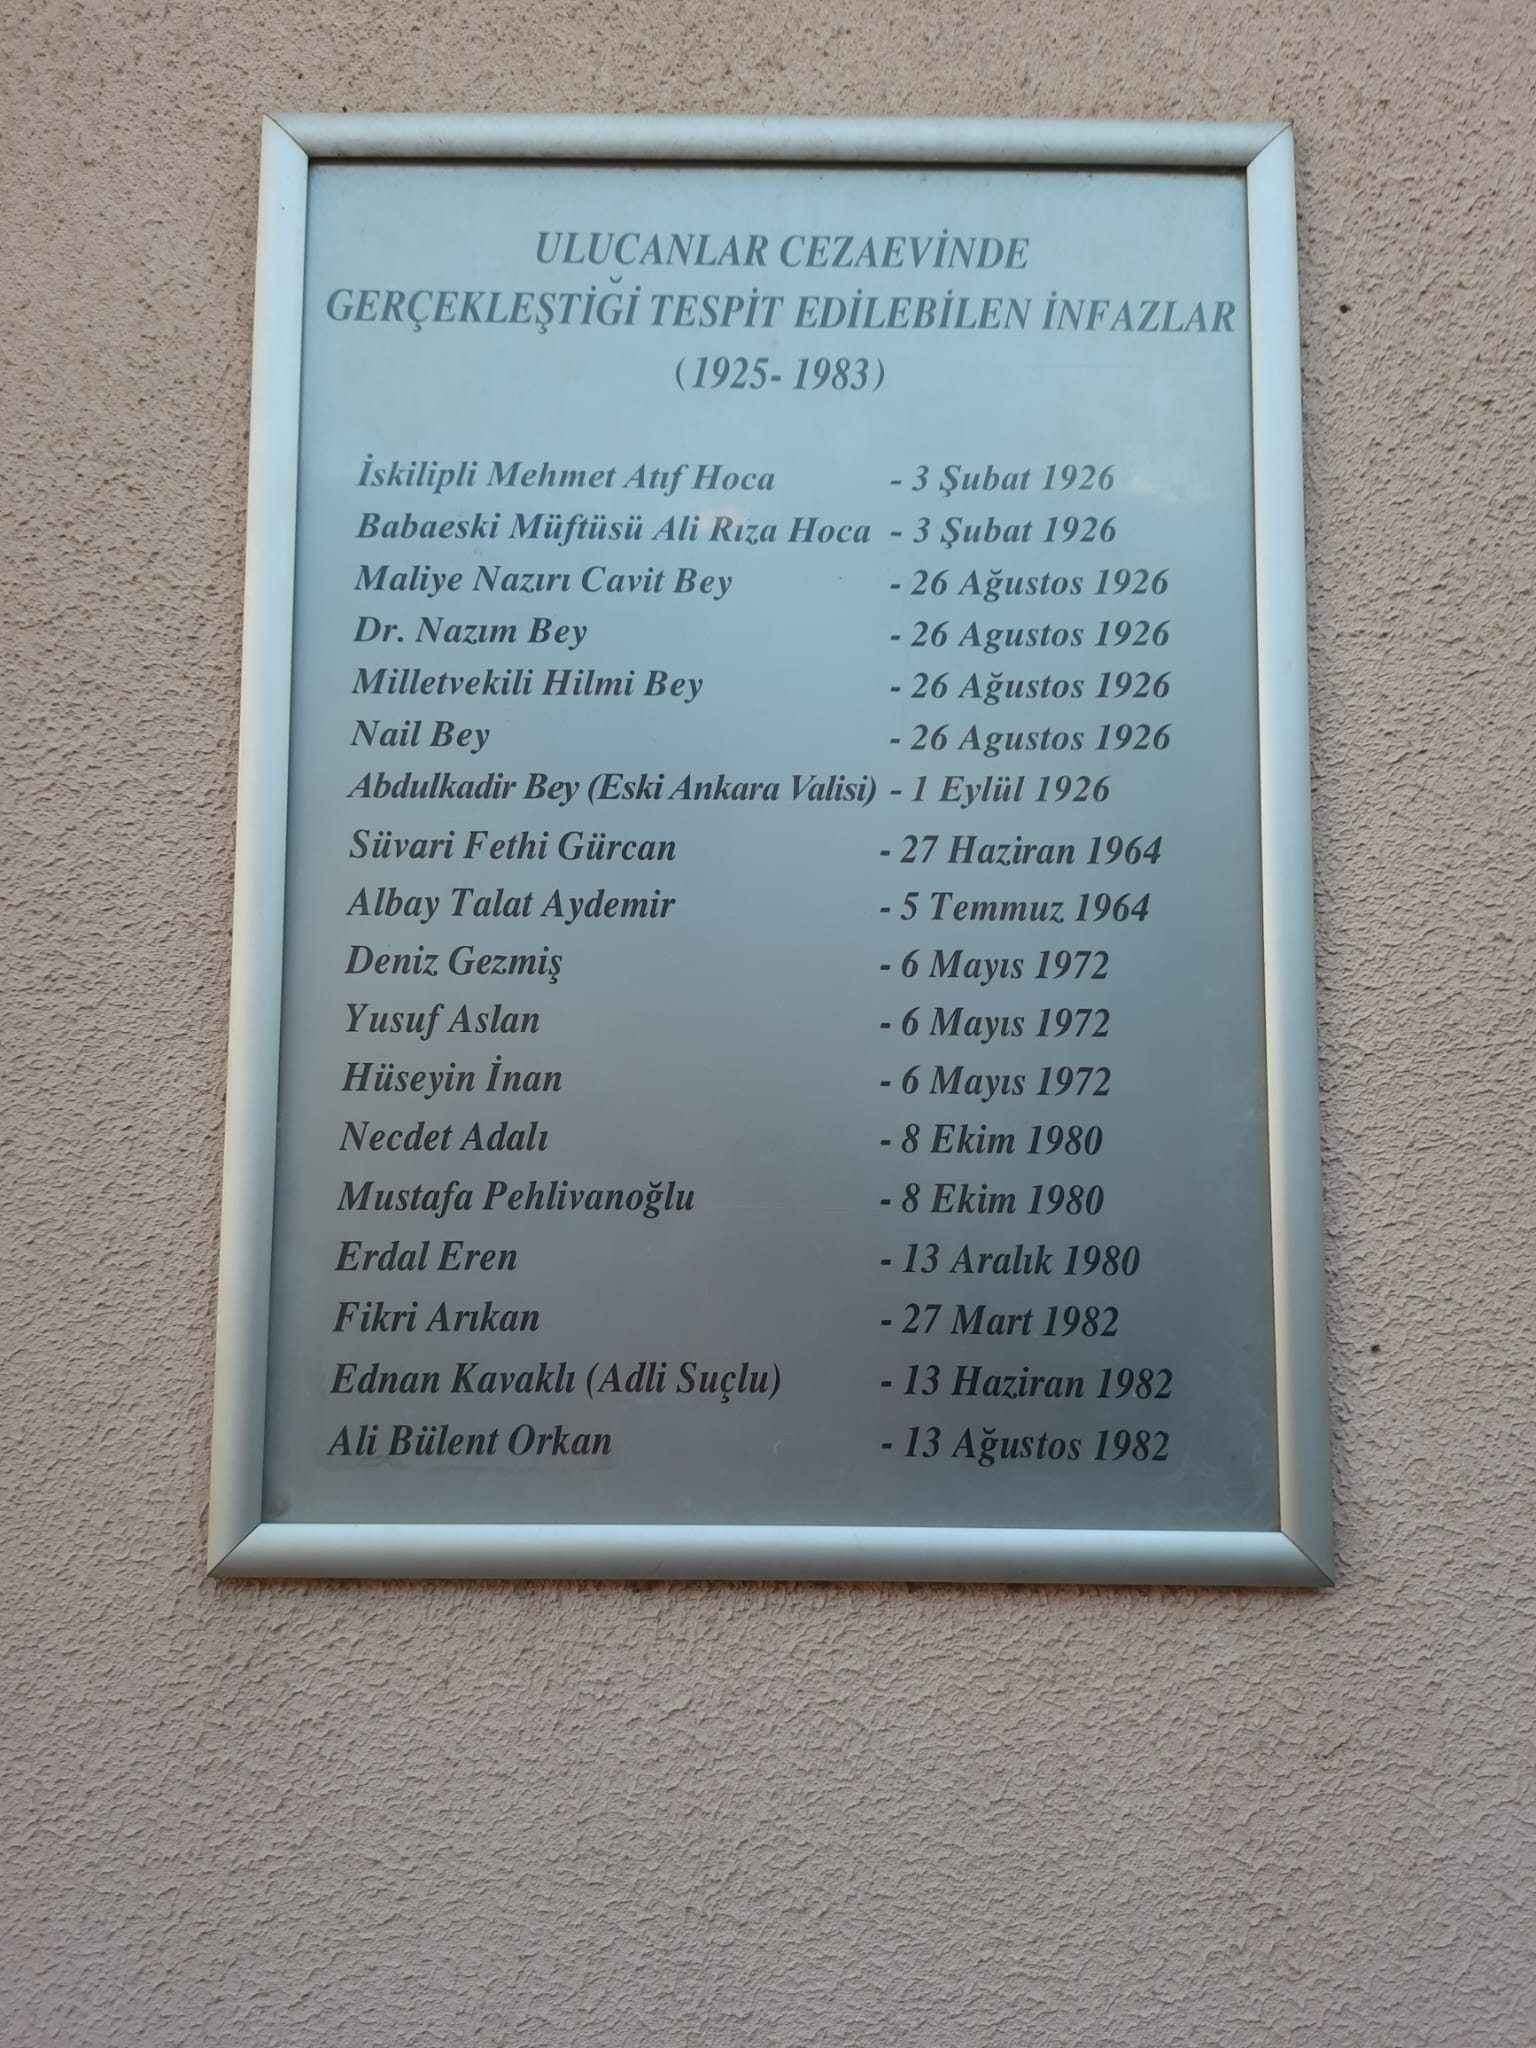 ULUCANLAR CEZAEVİNDE
GERÇEKLEŞTİĞİ TESPİT EDİLEBİLEN İNFAZLAR
(1925- 1983)
İskilipli Mehmet Atıf Hoca - 3 Şubat 1926
Babaeski Müftüsü Ali Rıza Hoca - 3 Şubat 1926
Maliye Nazırı Cavit Bey - 26 Ağustos 1926
Dr. Nazım Bey - 26 Agustos 1926
Milletvekili Hilmi Bey - 26 Ağustos 1926
Nail Bey - 26 Agustos 1926
Abdulkadir Bey (Eski Ankara Valisi) - 1 Eylül 1926
Süvari Fethi Gürcan - 27 Haziran 1964
Albay Talat Aydemir - 5 Temmuz 1964
Deniz Gezmiş - 6 Mayıs 1972
Yusuf Aslan - 6 Mayıs 1972
Hüseyin İnan - 6 Mayıs 1972
Necdet Adalı - 8 Ekim 1980
Mustafa Pehlivanoğlu - 8 Ekim 1980
Erdal Eren - 13 Aralık 1980
Fikri Arıkan - 27 Mart 1982
Ednan Kavaklı (Adli Suçlu) - 13 Haziran 1982
Ali Bülent Orkan - 13 Ağustos 1982